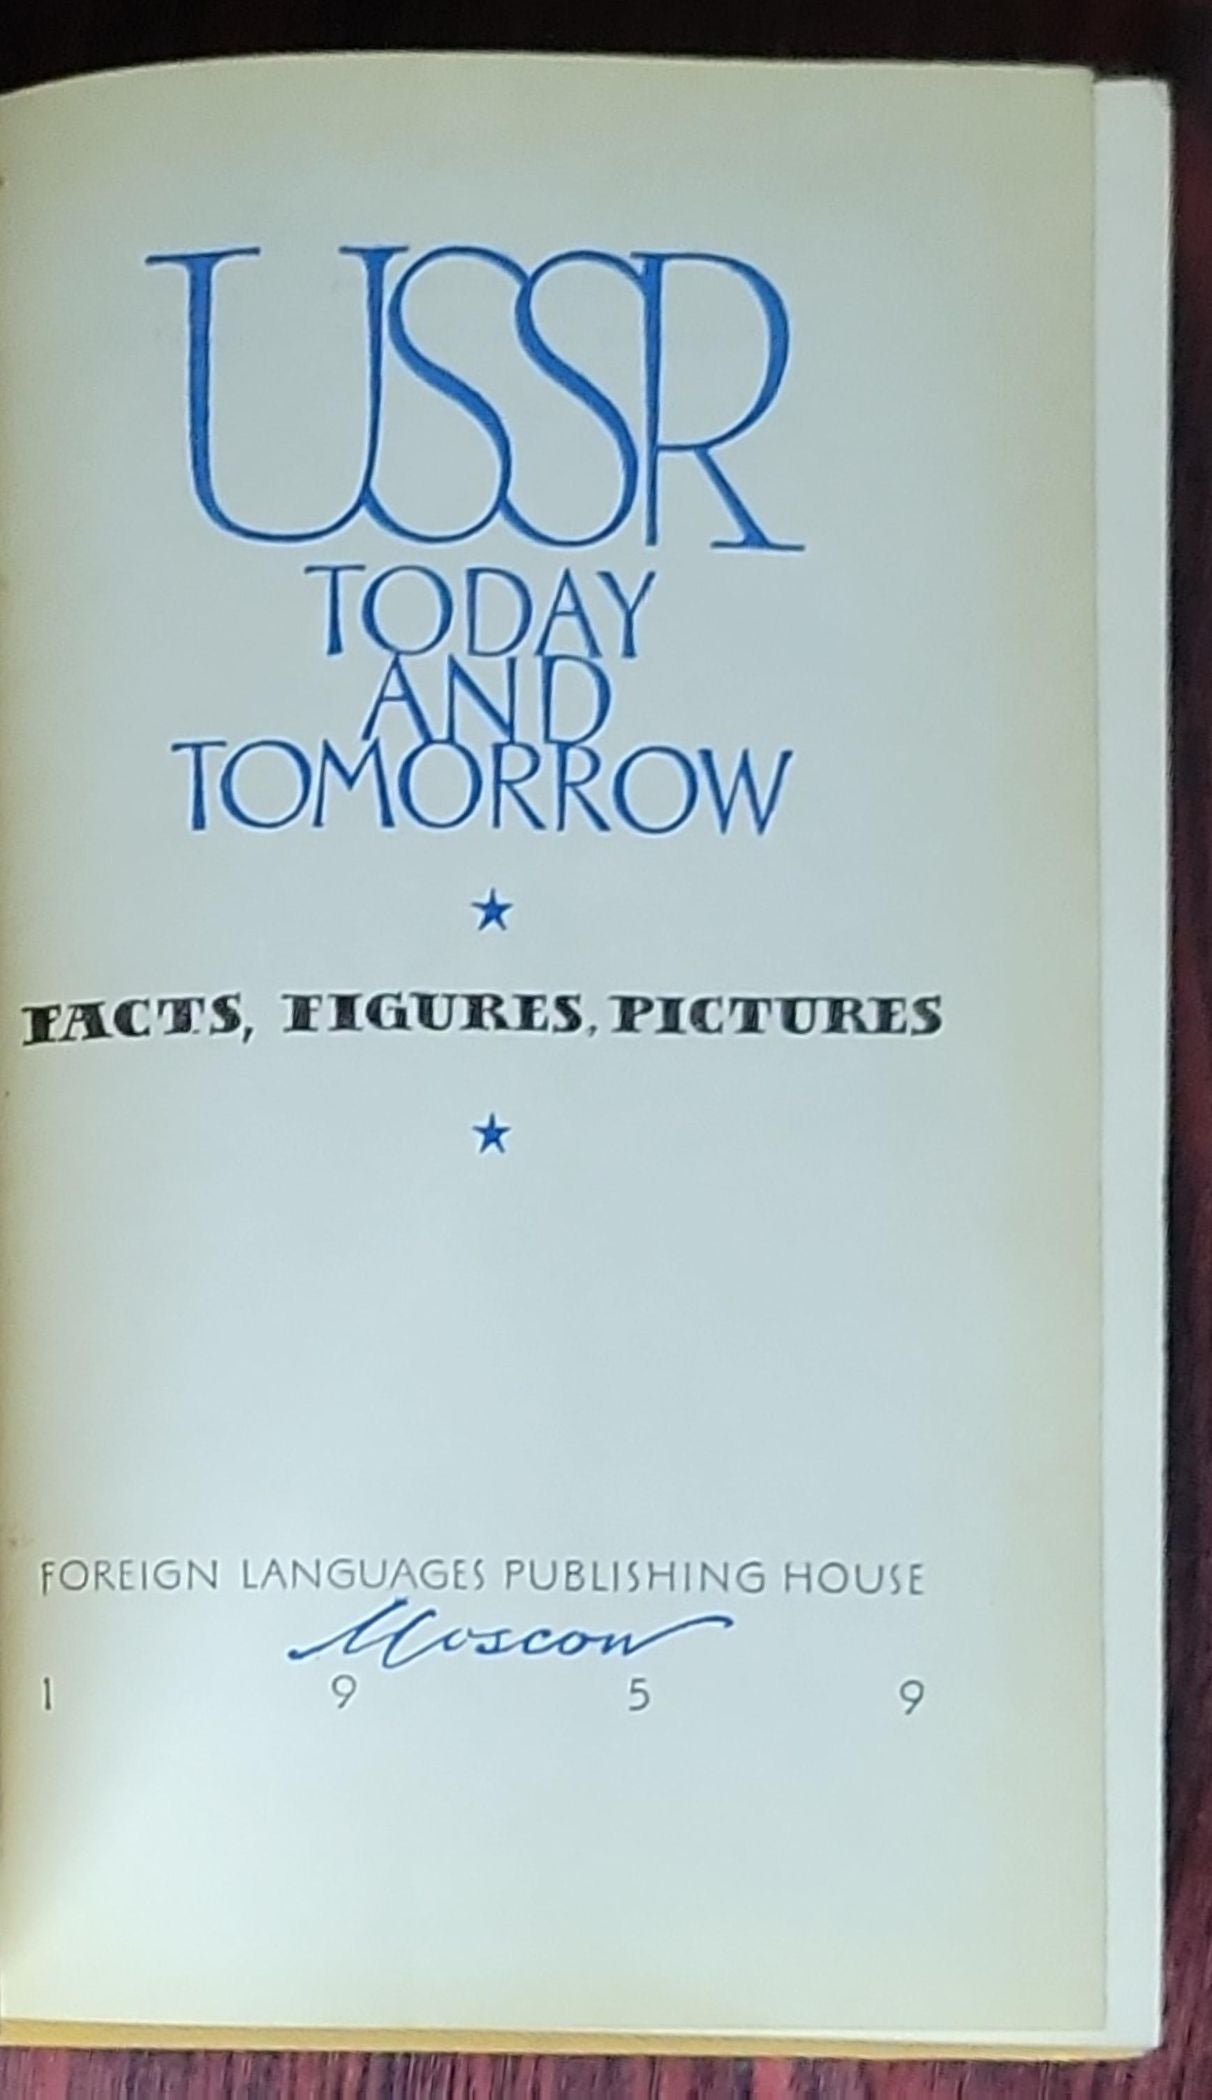 USSR
TODAY
AND
TOMORROW
★
FACTS, FIGURES, PICTURES
★
FOREIGN LANGUAGES PUBLISHING HOUSE
Moscow
1 9 5 9